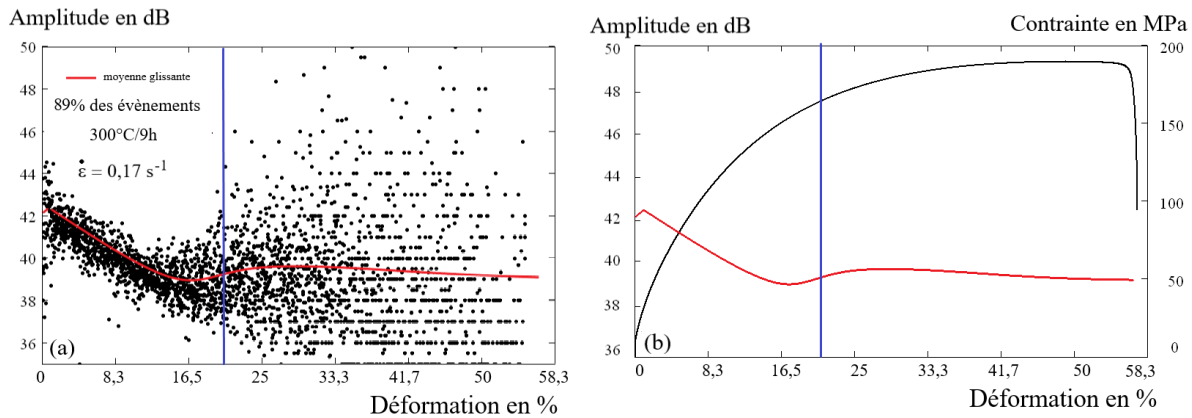 Amplitude en dB
50
48
46
44
42
40
38
36
moyenne glissante
89% des évènements
300°C/9h
ε̇ = 0,17 s⁻¹
(a)
0 8,3 16,5 25 33,3 41,7 50 58,3
Déformation en %
Amplitude en dB
Contrainte en MPa
50
48
46
44
42
40
38
36
200
150
100
50
0
(b)
0 8,3 16,5 25 33,3 41,7 50 58,3
Déformation en %